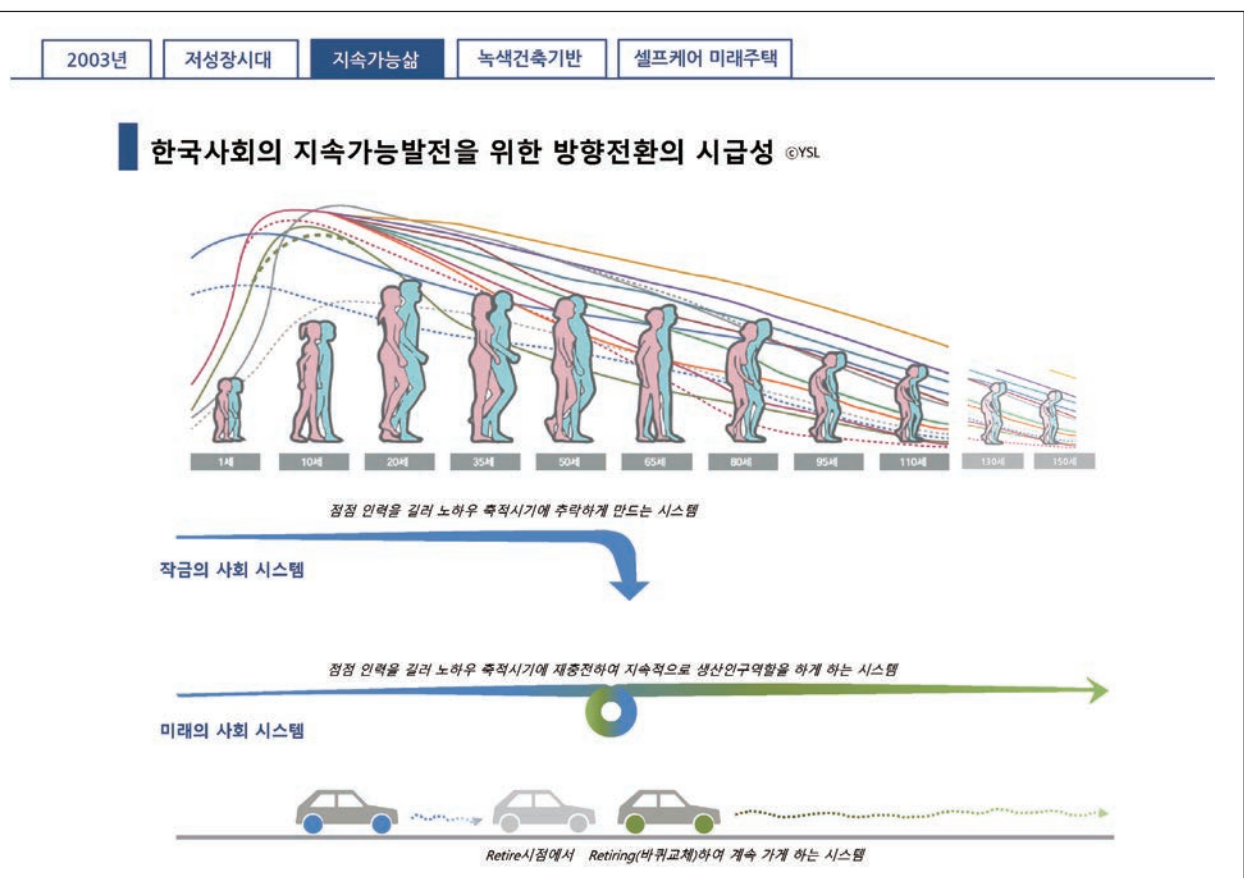 2003년
저성장시대
지속가능삶
녹색건축기반
셀프케어 미래주택
한국사회의 지속가능발전을 위한 방향전환의 시급성 ©YSL
1세
10세
20세
35세
50세
65세
80세
95세
110세
130세
150세
점점 인력을 길러 노하우 축적시기에 추락하게 만드는 시스템
작금의 사회 시스템
점점 인력을 길러 노하우 축적시기에 재충전하여 지속적으로 생산인구역할을 하게 하는 시스템
미래의 사회 시스템
Retire시점에서 Retiring(바퀴교체)하여 계속 가게 하는 시스템